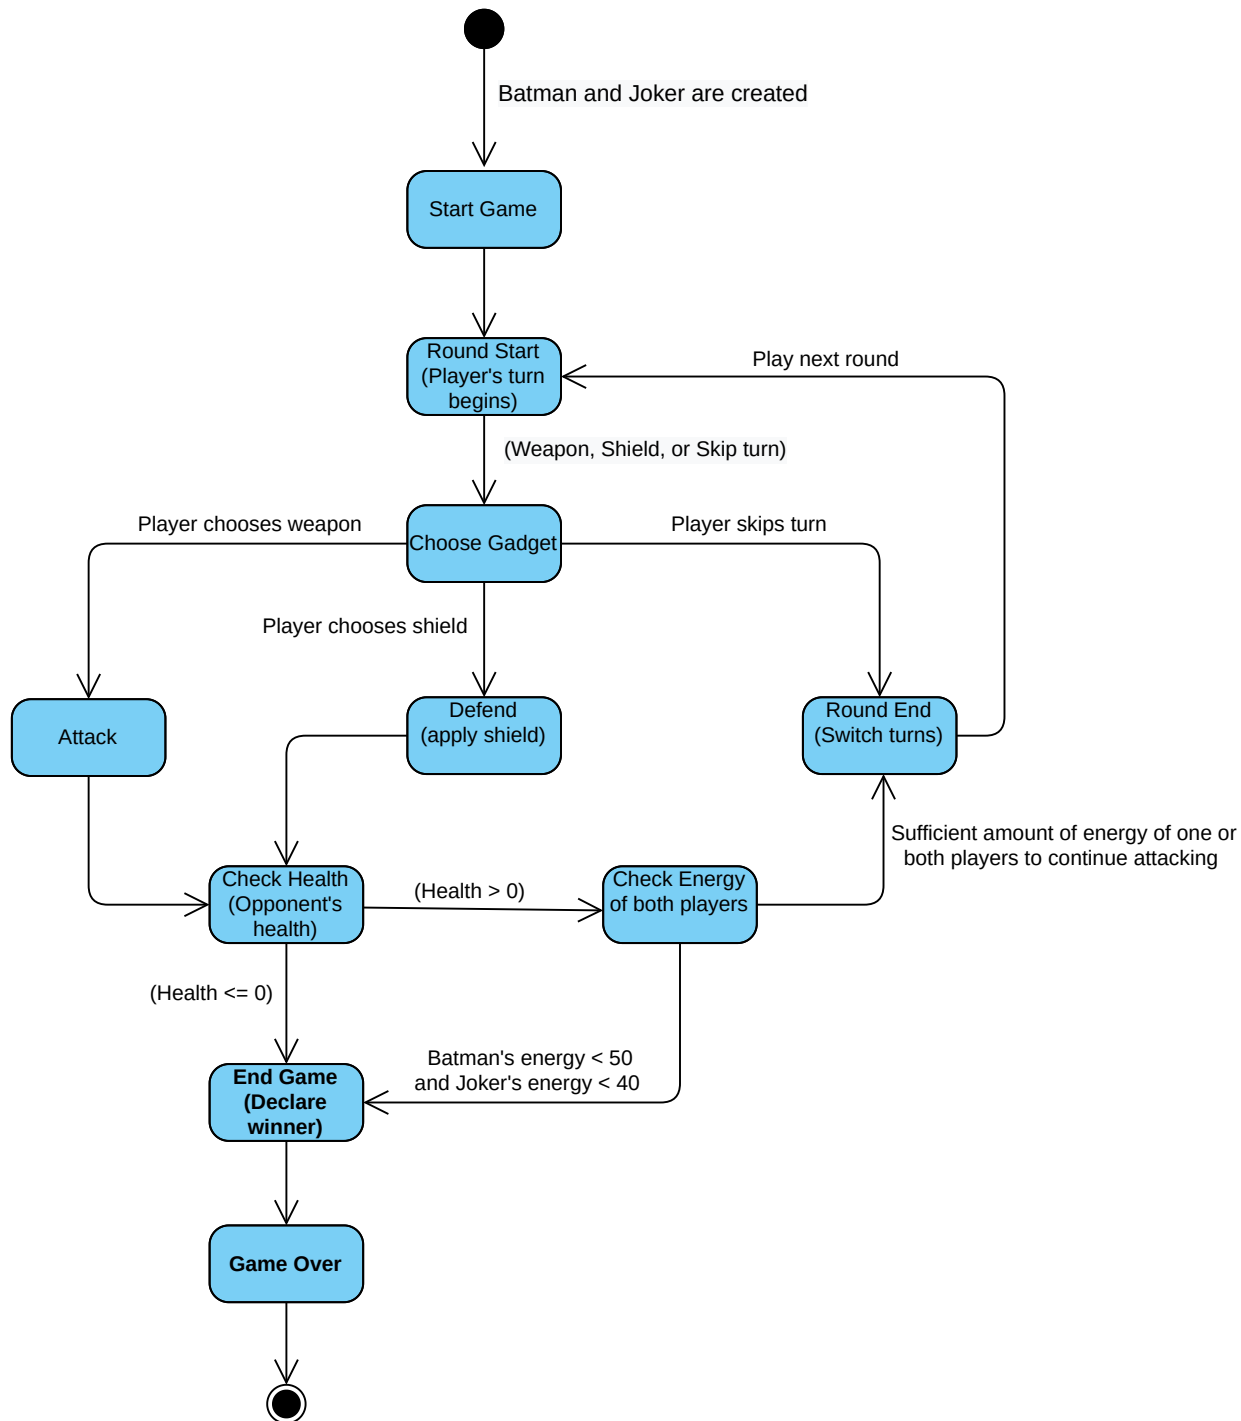 Batman and Joker are created
Start Game
Round Start
(Player's turn
begins)
Play next round
(Weapon, Shield, or Skip turn)
Player chooses weapon
Choose Gadget
Player skips turn
Player chooses shield
Attack
Defend
(apply shield)
Round End
(Switch turns)
Sufficient amount of energy of one or
both players to continue attacking
Check Health
(Opponent's
health)
(Health > 0)
Check Energy
of both players
(Health <= 0)
Batman's energy < 50
and Joker's energy < 40
End Game
(Declare
winner)
Game Over